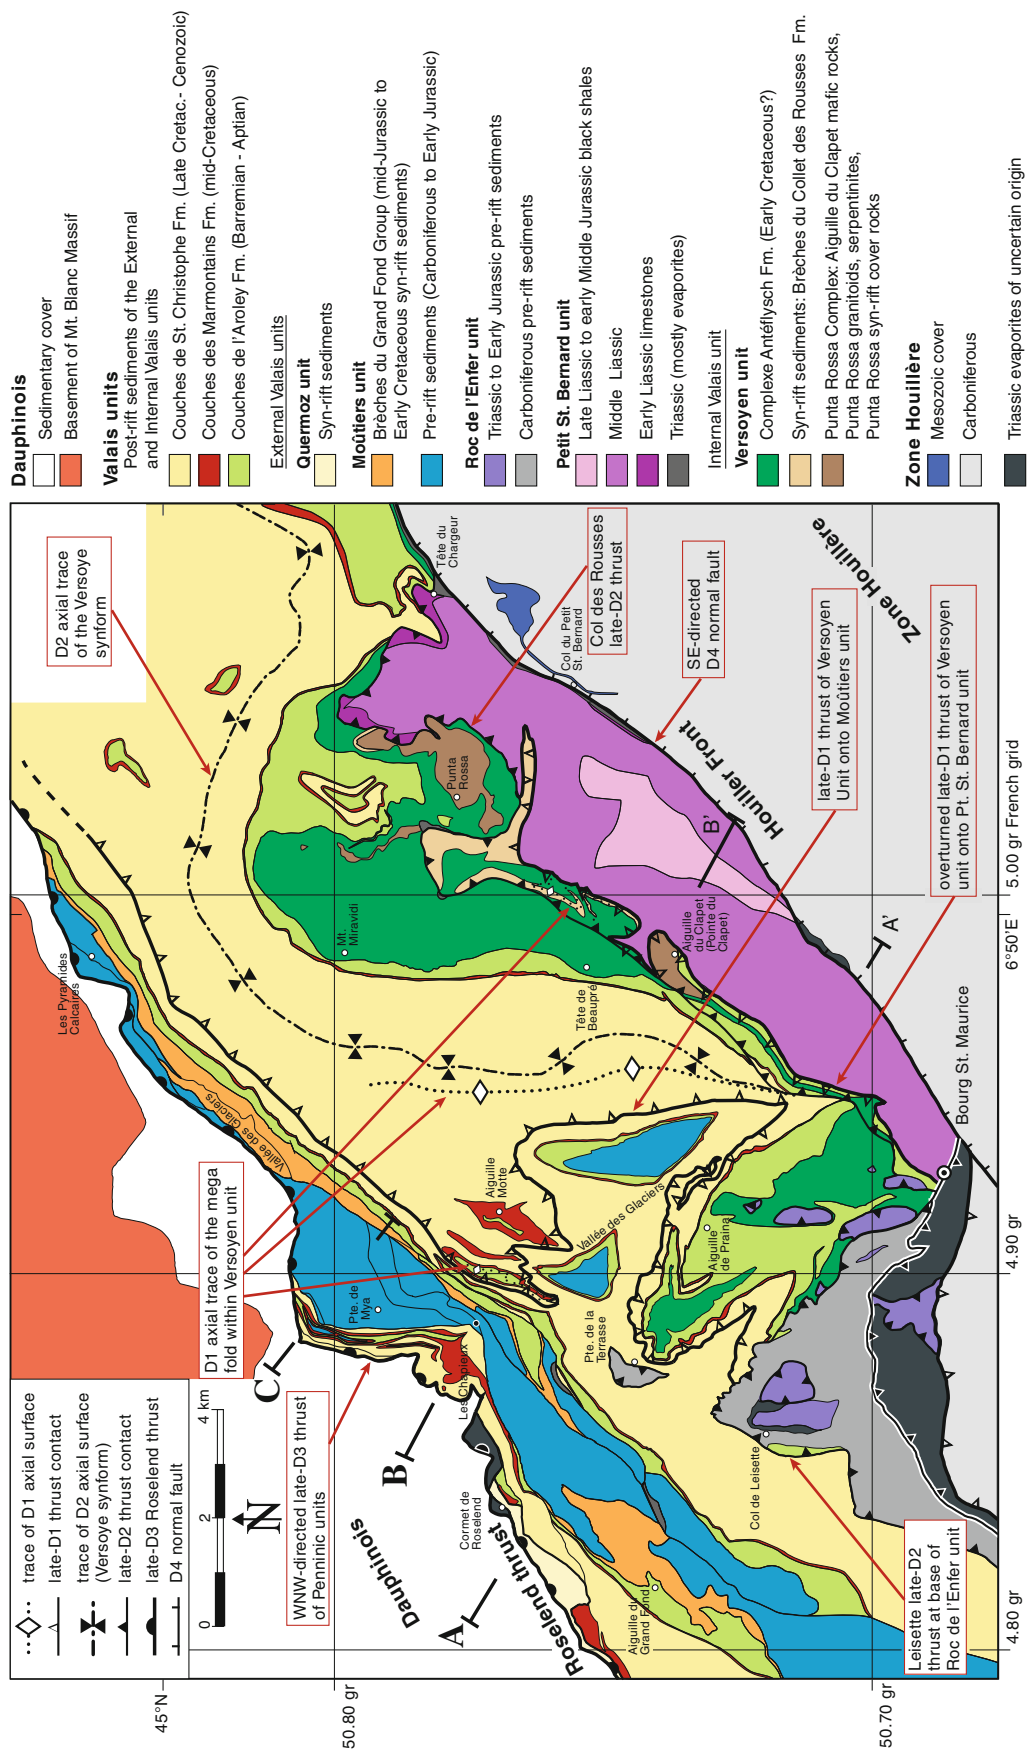 trace of D1 axial surface
late-D1 thrust contact
trace of D2 axial surface
(Versoye synform)
late-D2 thrust contact
late-D3 Roselend thrust
D4 normal fault
0
2
4 km
N
D1 axial trace of the mega
fold within Versoyen unit
WNW-directed late-D3 thrust
of Penninic units
D2 axial trace
of the Versoye
synform
Col des Rousses
late-D2 thrust
SE-directed
D4 normal fault
late-D1 thrust of Versoyen
Unit onto Moûtiers unit
overturned late-D1 thrust of Versoyen
unit onto Pt. St. Bernard unit
Leisette late-D2
thrust at base of
Roc de l'Enfer unit
Les Pyramides
Calcaires
Vallée des Glaciers
Pte. de
Mya
Les Chapieux
Cormet de
Roselend
Dauphinois
Roselend thrust
Aiguille du
Grand Fond
Col de Leisette
Pte. de la
Terrasse
Aiguille
de Praina
Vallée des Glaciers
Aiguille
Motte
Tête de
Beaupré
Mt.
Miravidi
Punta
Rossa
Aiguille
du Clapet
(Pointe du
Clapet)
Tête du
Chargeur
Col du Petit
St. Bernard
Houiller Front
Zone Houillère
Bourg St. Maurice
A
B
C
A'
B'
45°N
50.80 gr
50.70 gr
4.80 gr
4.90 gr
6°50'E
5.00 gr French grid
Dauphinois
Sedimentary cover
Basement of Mt. Blanc Massif
Valais units
Post-rift sediments of the External
and Internal Valais units
Couches de St. Christophe Fm. (Late Cretac.- Cenozoic)
Couches des Marmontains Fm. (mid-Cretaceous)
Couches de l'Aroley Fm. (Barremian - Aptian)
External Valais units
Quermoz unit
Syn-rift sediments
Moûtiers unit
Brèches du Grand Fond Group (mid-Jurassic to
Early Cretaceous syn-rift sediments)
Pre-rift sediments (Carboniferous to Early Jurassic)
Roc de l'Enfer unit
Triassic to Early Jurassic pre-rift sediments
Carboniferous pre-rift sediments
Petit St. Bernard unit
Late Liassic to early Middle Jurassic black shales
Middle Liassic
Early Liassic limestones
Triassic (mostly evaporites)
Internal Valais unit
Versoyen unit
Complexe Antéflysch Fm. (Early Cretaceous?)
Syn-rift sediments: Brèches du Collet des Rousses Fm.
Punta Rossa Complex: Aiguille du Clapet mafic rocks,
Punta Rossa granitoids, serpentinites,
Punta Rossa syn-rift cover rocks
Zone Houillère
Mesozoic cover
Carboniferous
Triassic evaporites of uncertain origin